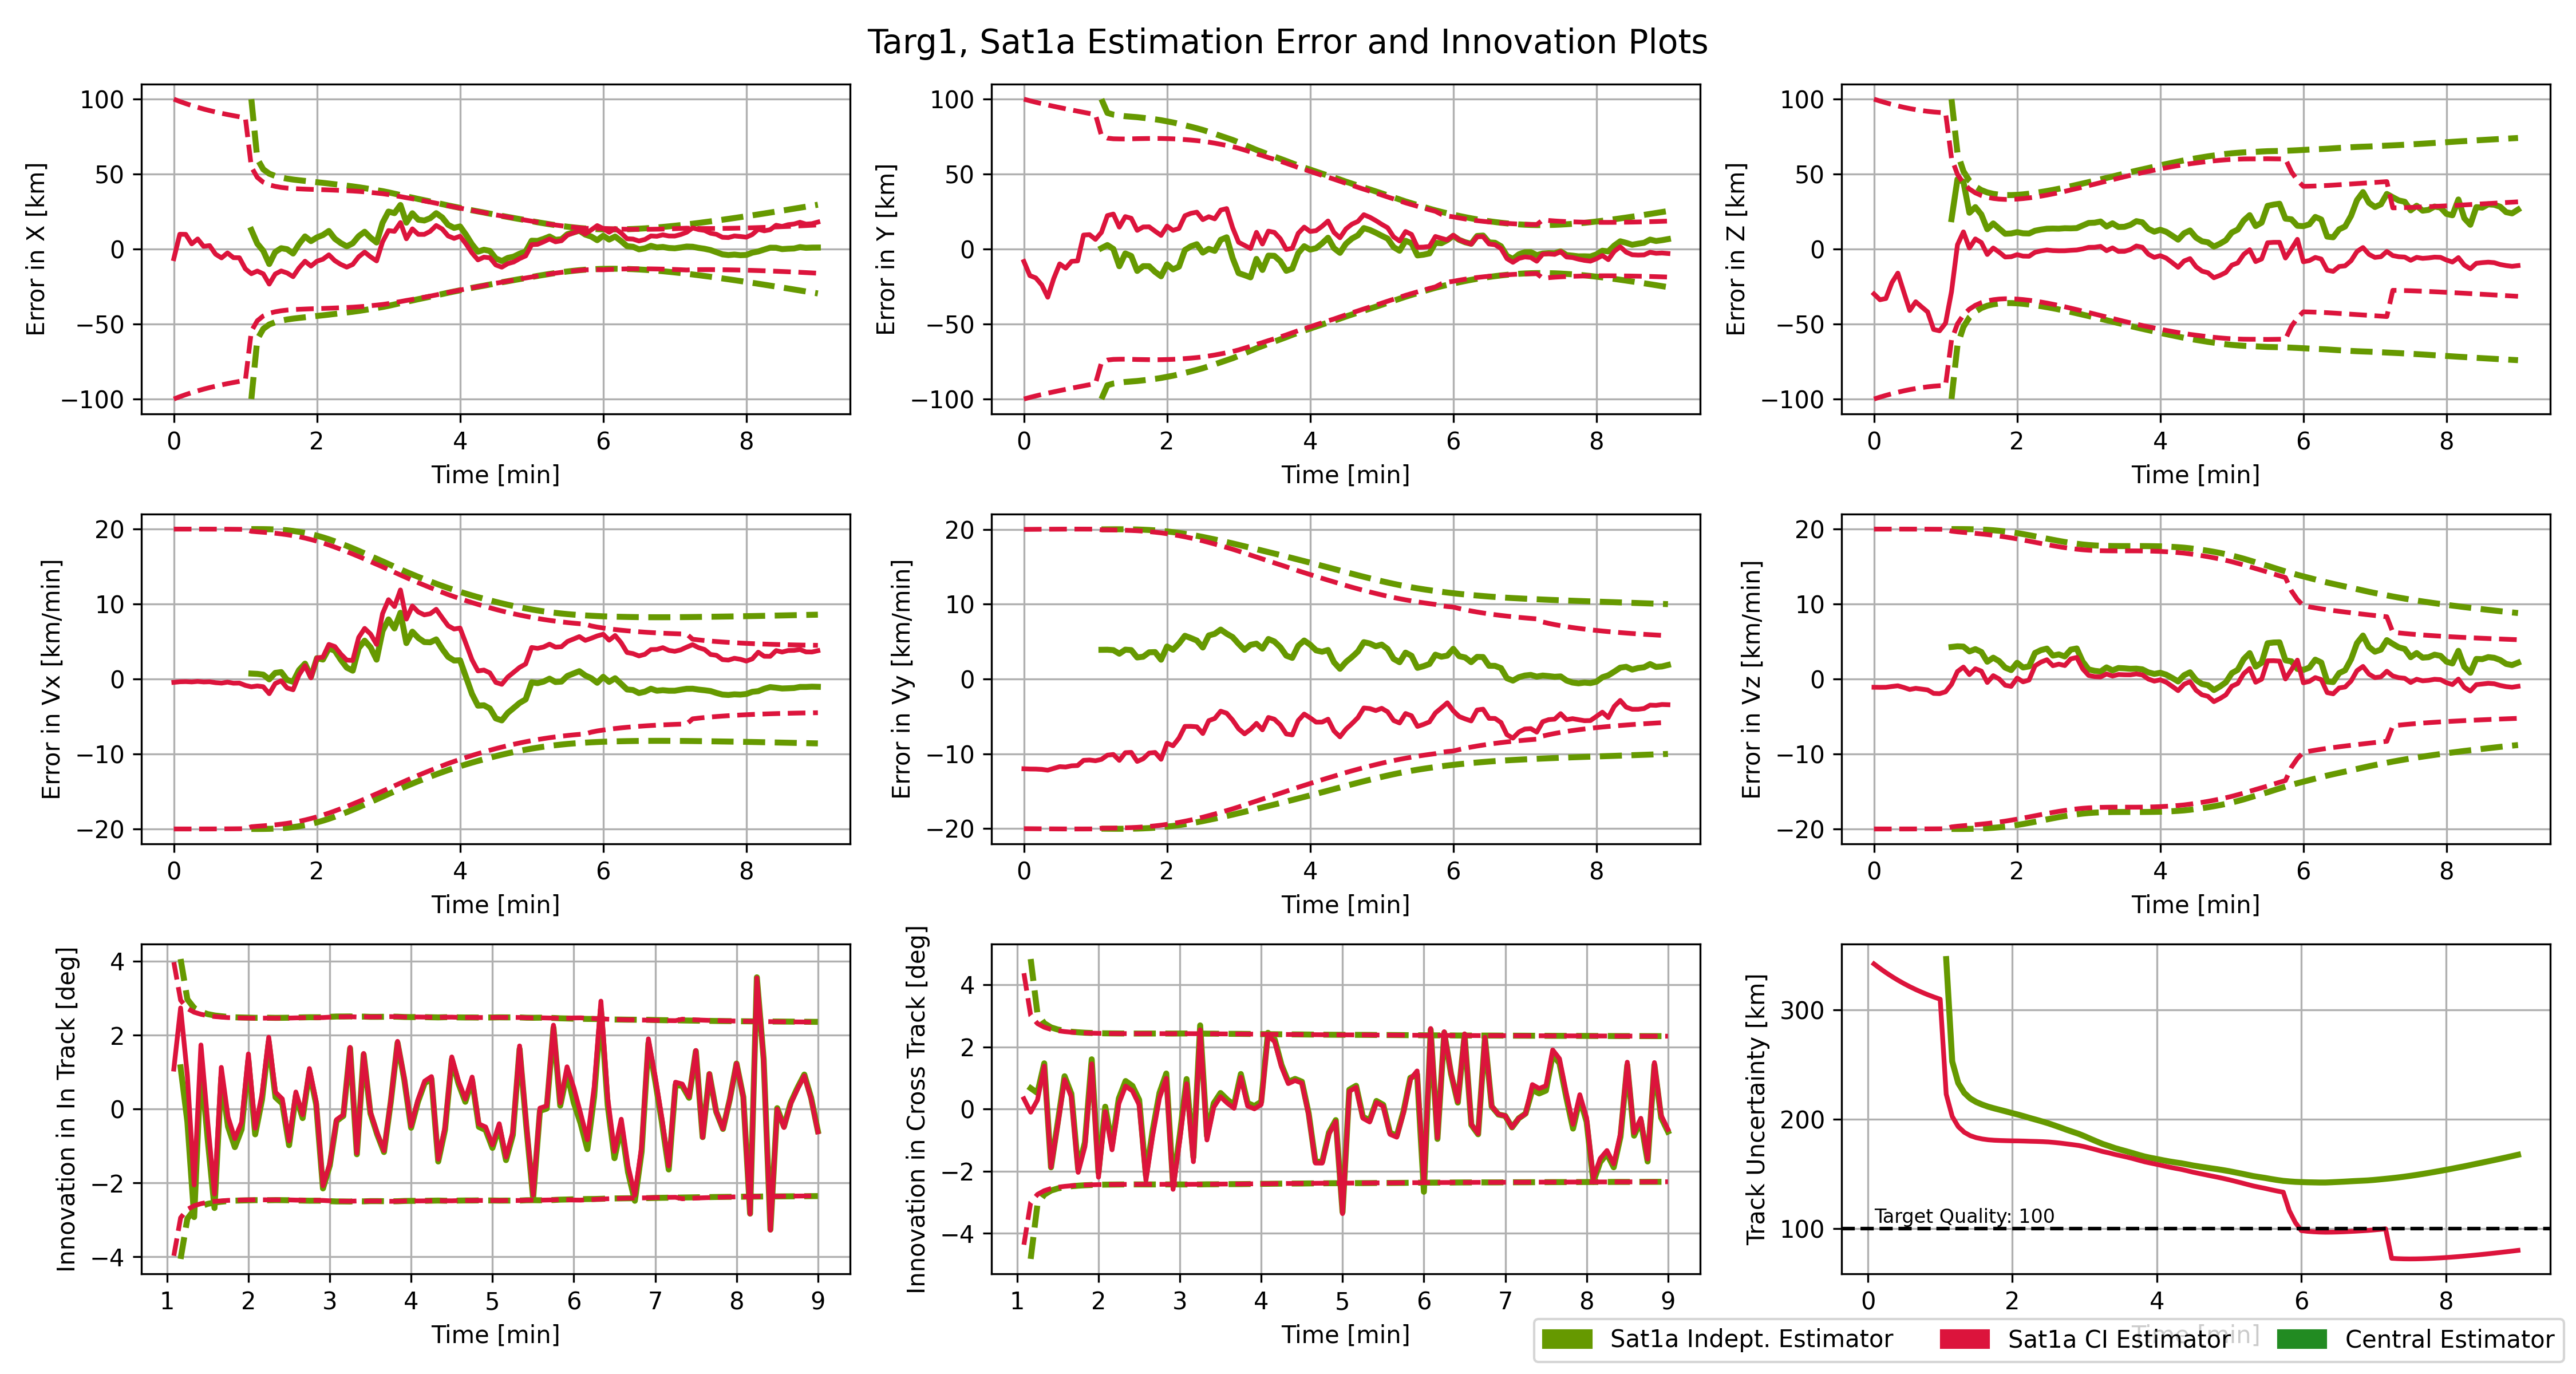 Targ1, Sat1a Estimation Error and Innovation Plots
Error in X [km]
100
50
0
−50
−100
0 2 4 6 8
Time [min]
Error in Y [km]
100
50
0
−50
−100
0 2 4 6 8
Time [min]
Error in Z [km]
100
50
0
−50
−100
0 2 4 6 8
Time [min]
Error in Vx [km/min]
20
10
0
−10
−20
0 2 4 6 8
Time [min]
Error in Vy [km/min]
20
10
0
−10
−20
0 2 4 6 8
Time [min]
Error in Vz [km/min]
20
10
0
−10
−20
0 2 4 6 8
Time [min]
Innovation in In Track [deg]
4
2
0
−2
−4
1 2 3 4 5 6 7 8 9
Time [min]
Innovation in Cross Track [deg]
4
2
0
−2
−4
1 2 3 4 5 6 7 8 9
Time [min]
Track Uncertainty [km]
300
200
100
Target Quality: 100
0 2 4 6 8
Time [min]
Sat1a Indept. Estimator Sat1a CI Estimator Central Estimator